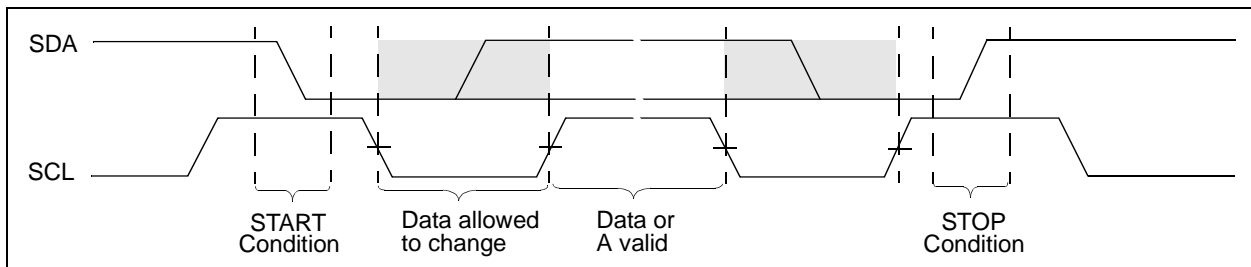 SDA
SCL
START
Condition
Data allowed
to change
Data or
A valid
STOP
Condition